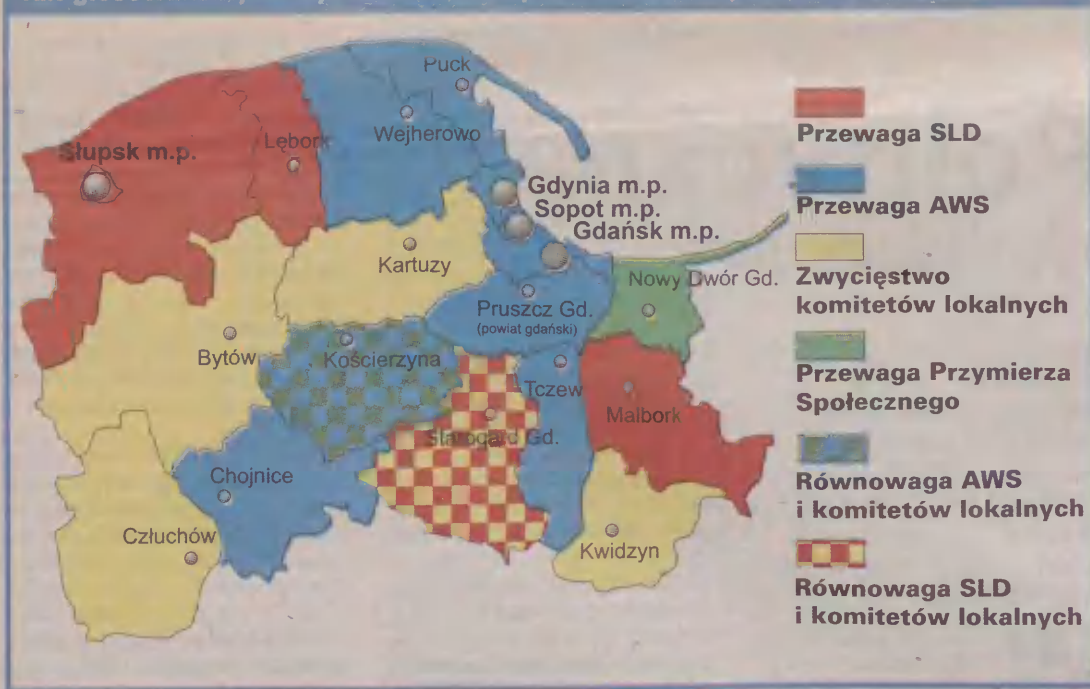 Puck
Wejherowo
Lębork
Słupsk m.p.
Gdynia m.p.
Sopot m.p.
Gdańsk m.p.
Kartuzy
Nowy Dwór Gd.
Pruszcz Gd.
(powiat gdański)
Bytów
Kościerzyna
Tczew
Malbork
Starogard Gd.
Chojnice
Człuchów
Kwidzyn
Przewaga SLD
Przewaga AWS
Zwycięstwo
komitetów lokalnych
Przewaga Przymierza
Społecznego
Równowaga AWS
i komitetów lokalnych
Równowaga SLD
i komitetów lokalnych